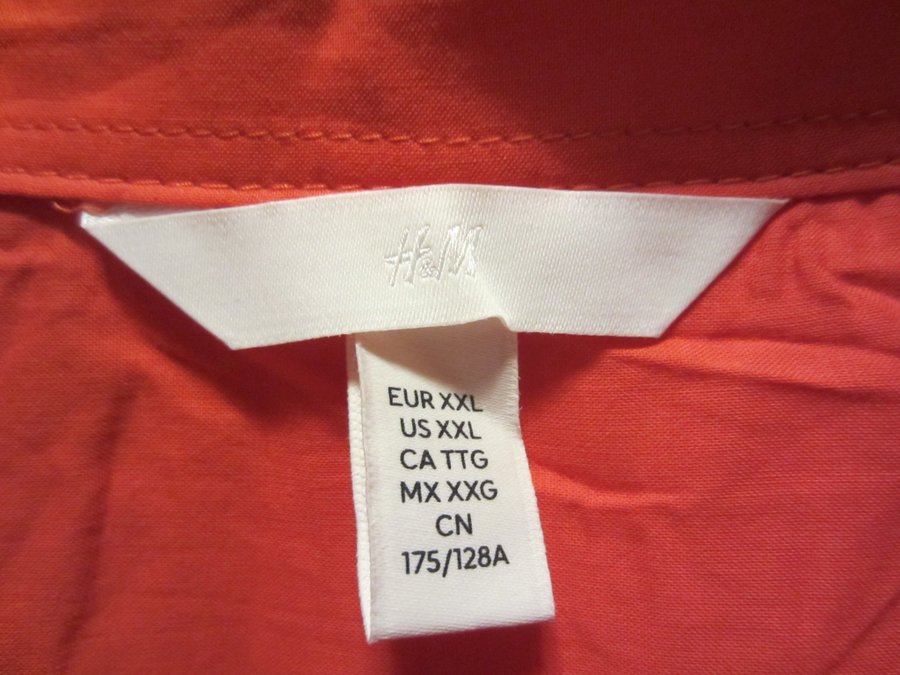 H&M
EUR XXL
US XXL
CA TTG
MX XXG
CN
175/128A